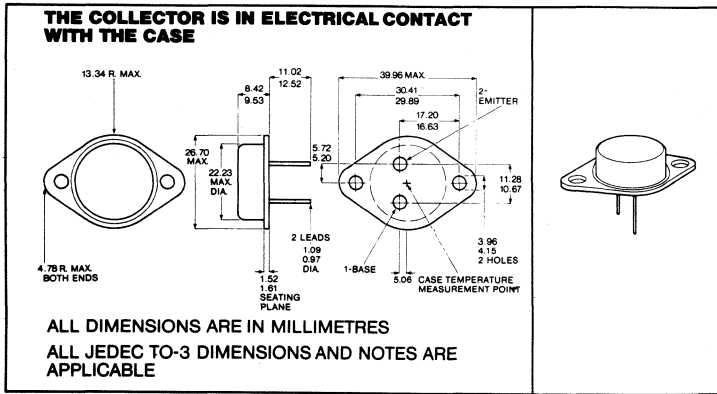 THE COLLECTOR IS IN ELECTRICAL CONTACT
WITH THE CASE
13.34 R. MAX.
8.42
9.53
11.02
12.52
39.96 MAX.
30.41
29.89
2-
EMITTER
17.20
16.63
26.70
MAX.
22.23
MAX.
DIA.
5.72
5.20
11.28
10.67
2 LEADS
1.09
0.97
DIA.
3.96
4.15
2 HOLES
4.78 R. MAX.
BOTH ENDS
1.52
1.61
SEATING
PLANE
1-BASE
5.06
CASE TEMPERATURE
MEASUREMENT POINT
ALL DIMENSIONS ARE IN MILLIMETRES
ALL JEDEC TO-3 DIMENSIONS AND NOTES ARE
APPLICABLE